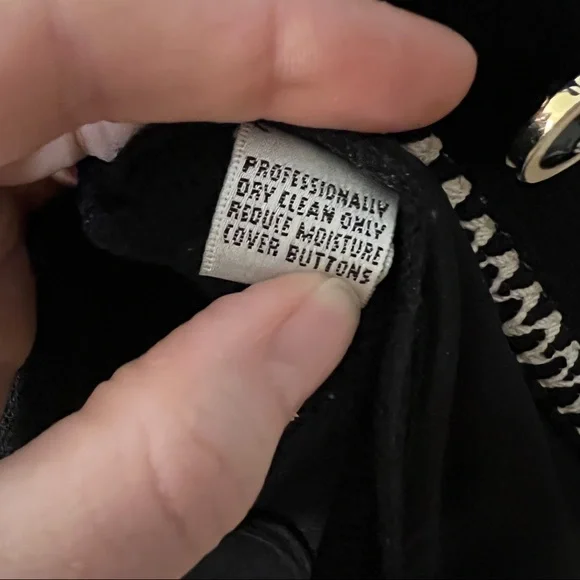 PROFESSIONALLY
DRY CLEAN ONLY
REDUCE MOISTURE
COVER BUTTONS